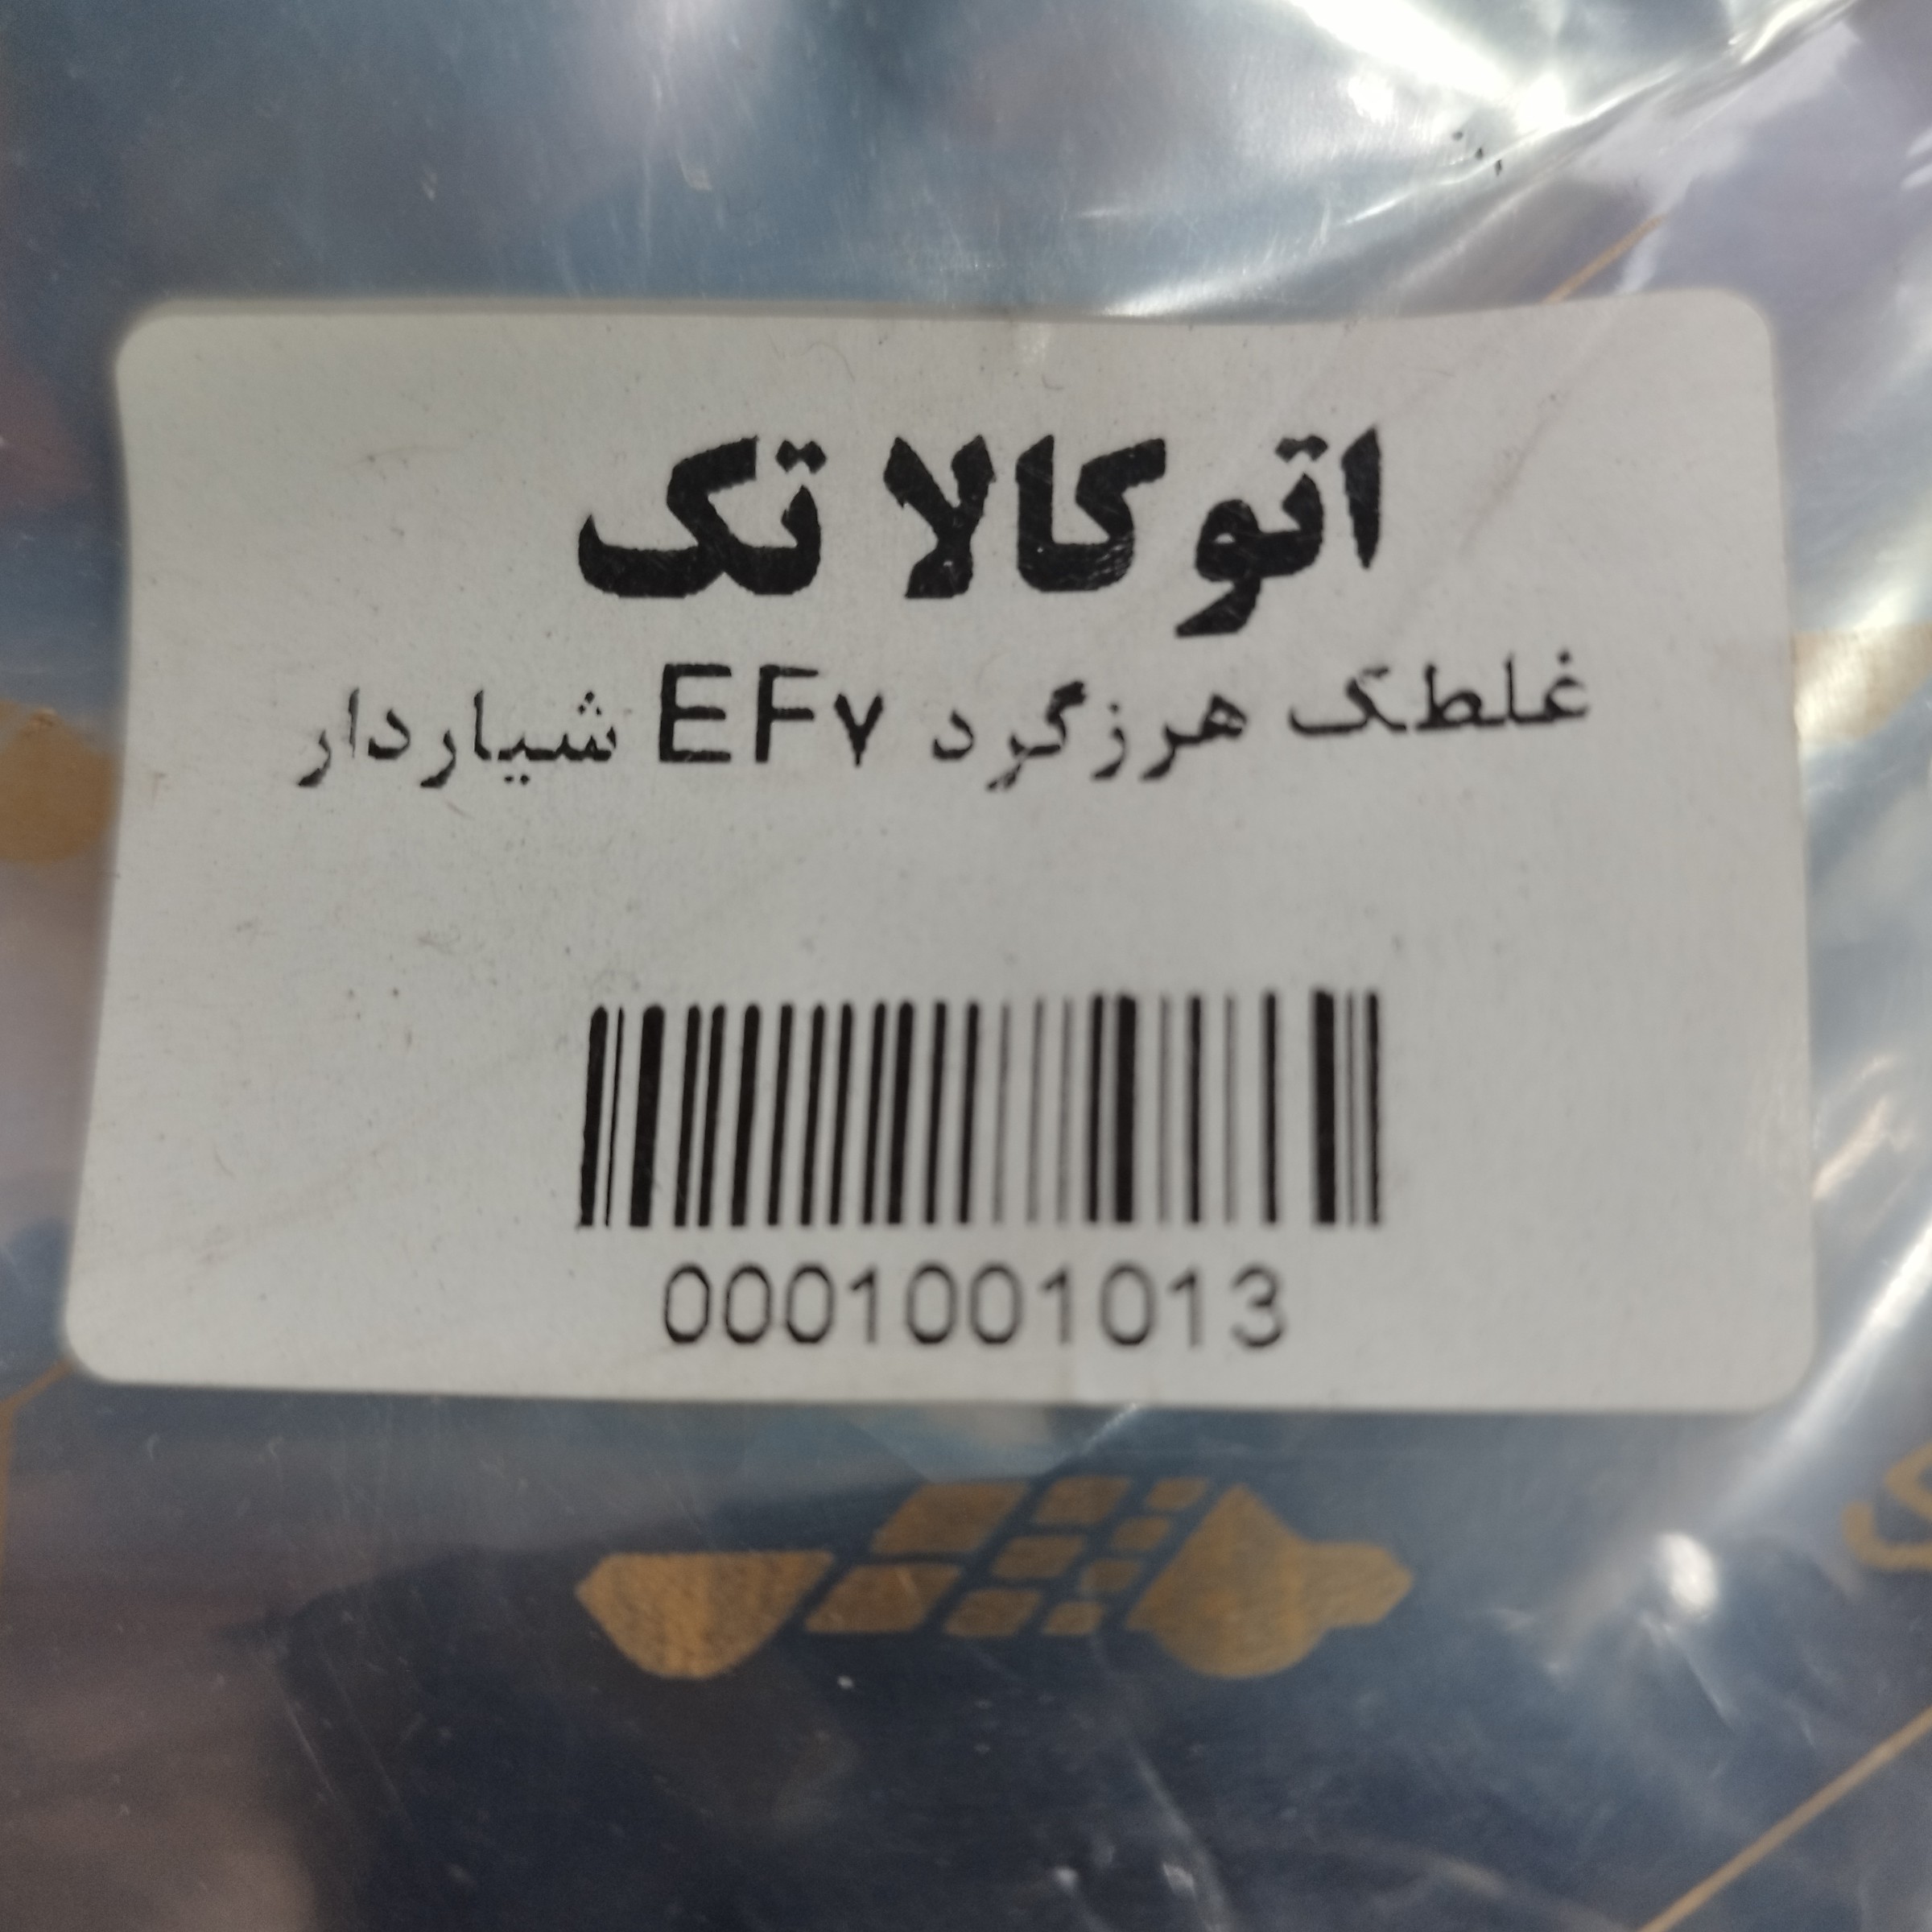 اتوکالا تک
غلطک هرزگرد EF۷ شیاردار
0001001013